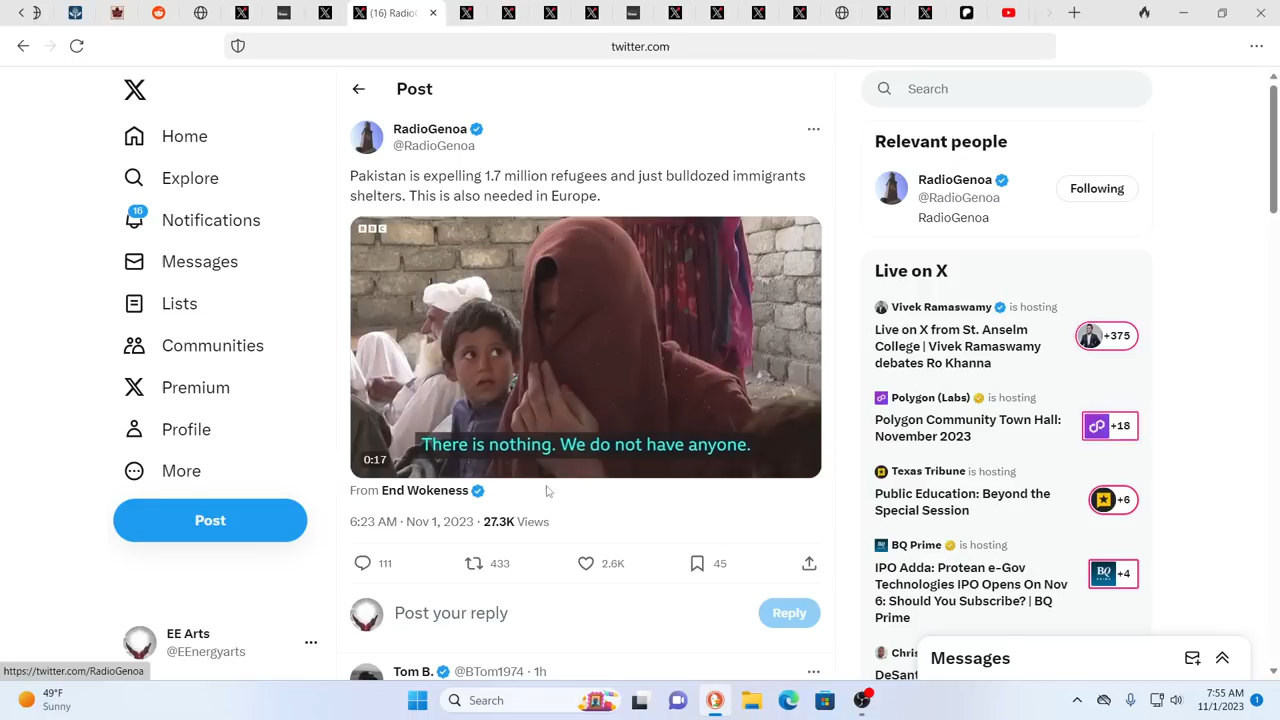 (16) Radio
twitter.com
Post
Search
RadioGenoa
@RadioGenoa
Pakistan is expelling 1.7 million refugees and just bulldozed immigrants
shelters. This is also needed in Europe.
BBC
There is nothing. We do not have anyone.
0:17
From End Wokeness
6:23 AM · Nov 1, 2023 · 27.3K Views
111
433
2.6K
45
Post your reply
Reply
Tom B. @BTom1974 · 1h
Home
Explore
16
Notifications
Messages
Lists
Communities
Premium
Profile
More
Post
EE Arts
@EEnergyarts
https://twitter.com/RadioGenoa
Relevant people
RadioGenoa
@RadioGenoa
Following
RadioGenoa
Live on X
Vivek Ramaswamy is hosting
Live on X from St. Anselm
College | Vivek Ramaswamy
debates Ro Khanna
+375
Polygon (Labs) is hosting
Polygon Community Town Hall:
November 2023
+18
Texas Tribune is hosting
Public Education: Beyond the
Special Session
+6
BQ Prime is hosting
IPO Adda: Protean e-Gov
Technologies IPO Opens On Nov
6: Should You Subscribe? | BQ
Prime
BQ
+4
Chris
DeSant
Messages
49°F
Sunny
Search
7:55 AM
11/1/2023
1